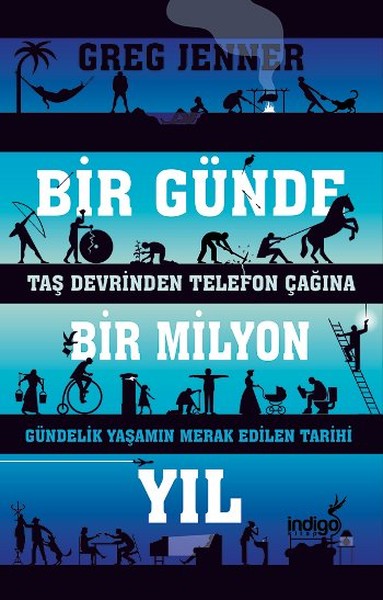 GREG JENNER
BİR GÜNDE
TAŞ DEVRİNDEN TELEFON ÇAĞINA
BİR MİLYON
GÜNDELİK YAŞAMIN MERAK EDİLEN TARİHİ
YIL
indigo
kitap